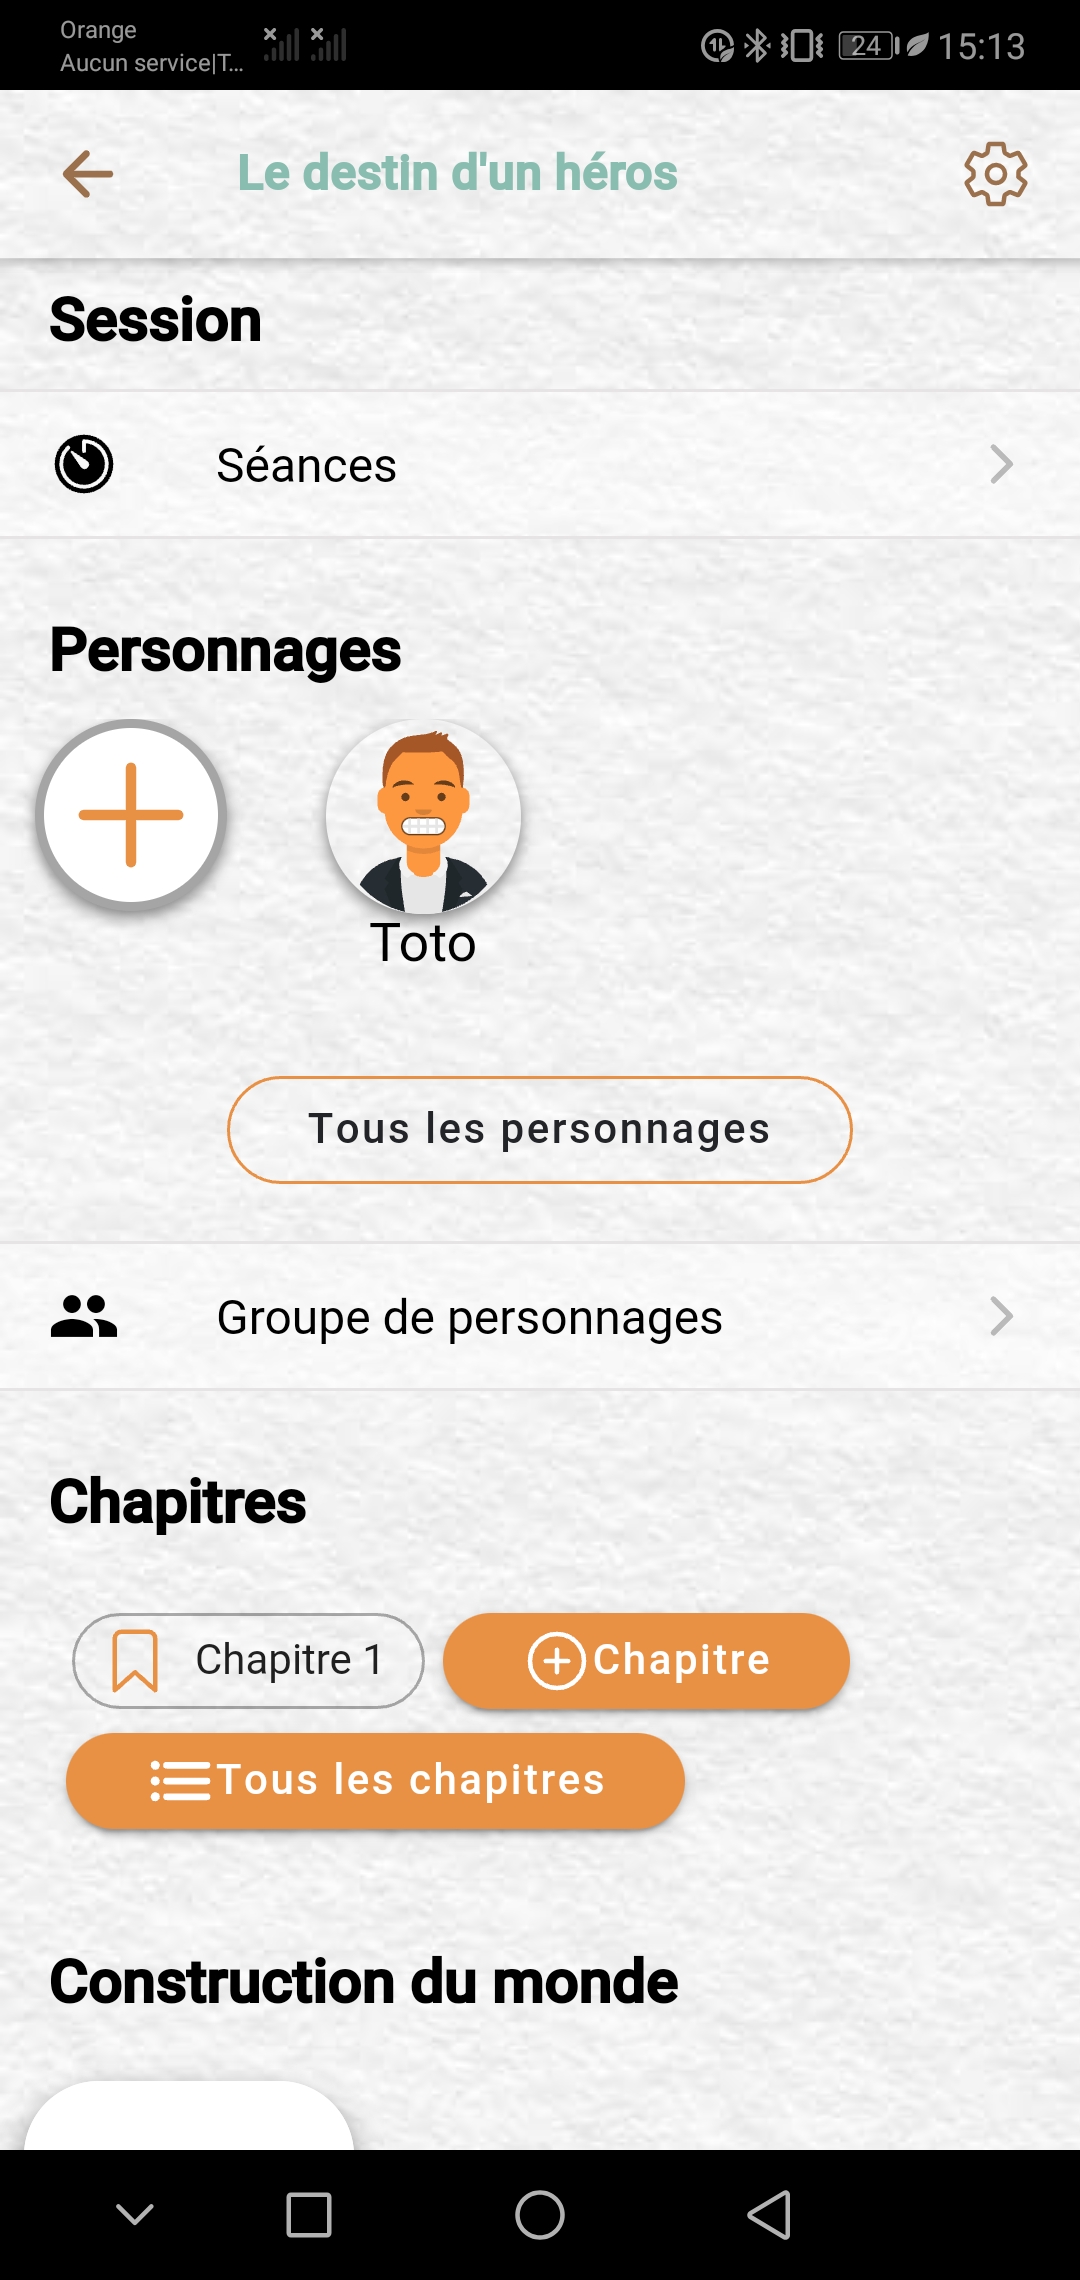 Orange
Aucun service|T...
24
15:13
Le destin d'un héros
Session
Séances
Personnages
Toto
Tous les personnages
Groupe de personnages
Chapitres
Chapitre 1
Chapitre
Tous les chapitres
Construction du monde